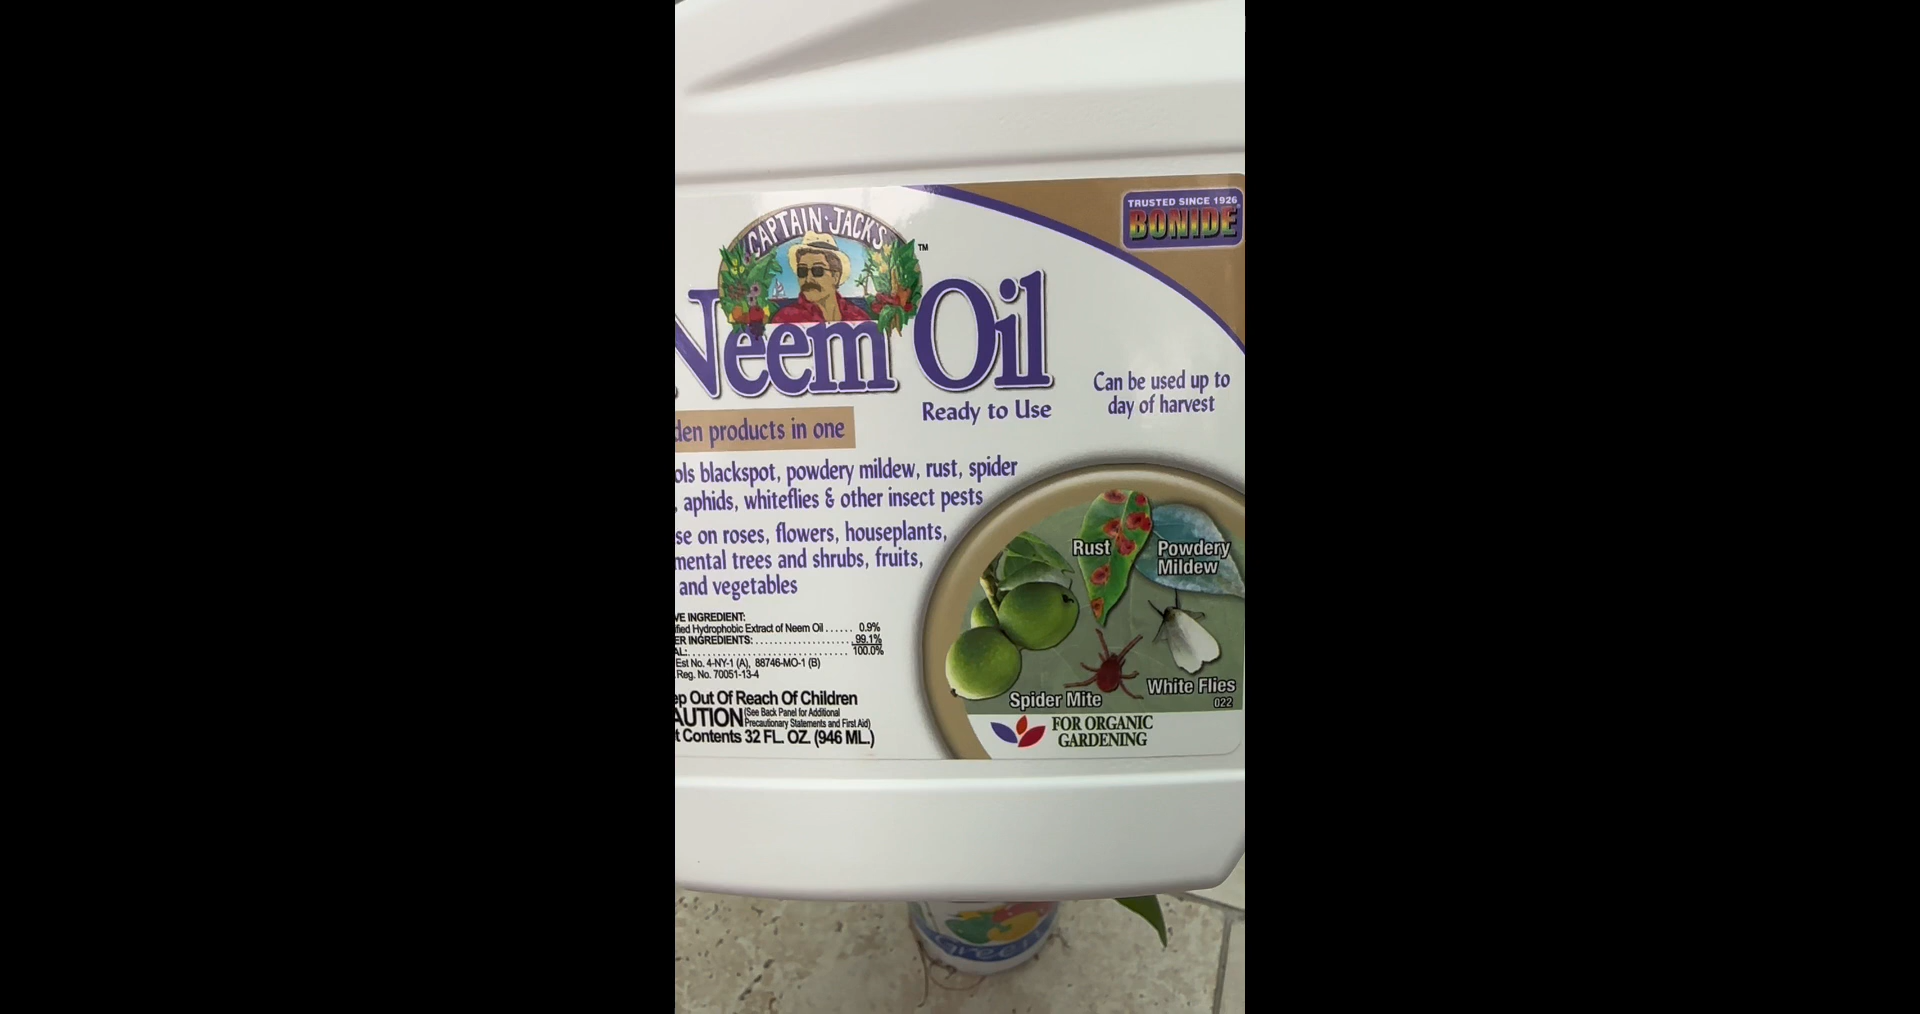 TRUSTED SINCE 1926
BONIDE
CAPTAIN JACK'S™
Neem Oil
Ready to Use
Can be used up to
day of harvest
den products in one
ols blackspot, powdery mildew, rust, spider
, aphids, whiteflies & other insect pests
se on roses, flowers, houseplants,
mental trees and shrubs, fruits,
and vegetables
VE INGREDIENT:
ified Hydrophobic Extract of Neem Oil ...... 0.9%
ER INGREDIENTS: .................... 99.1%
AL: ............................ 100.0%
Est No. 4-NY-1 (A), 88746-MO-1 (B)
Reg. No. 70051-13-4
ep Out Of Reach Of Children
AUTION (See Back Panel for Additional
Precautionary Statements and First Aid)
t Contents 32 FL. OZ. (946 ML.)
Rust
Powdery
Mildew
Spider Mite
White Flies
022
FOR ORGANIC
GARDENING
green